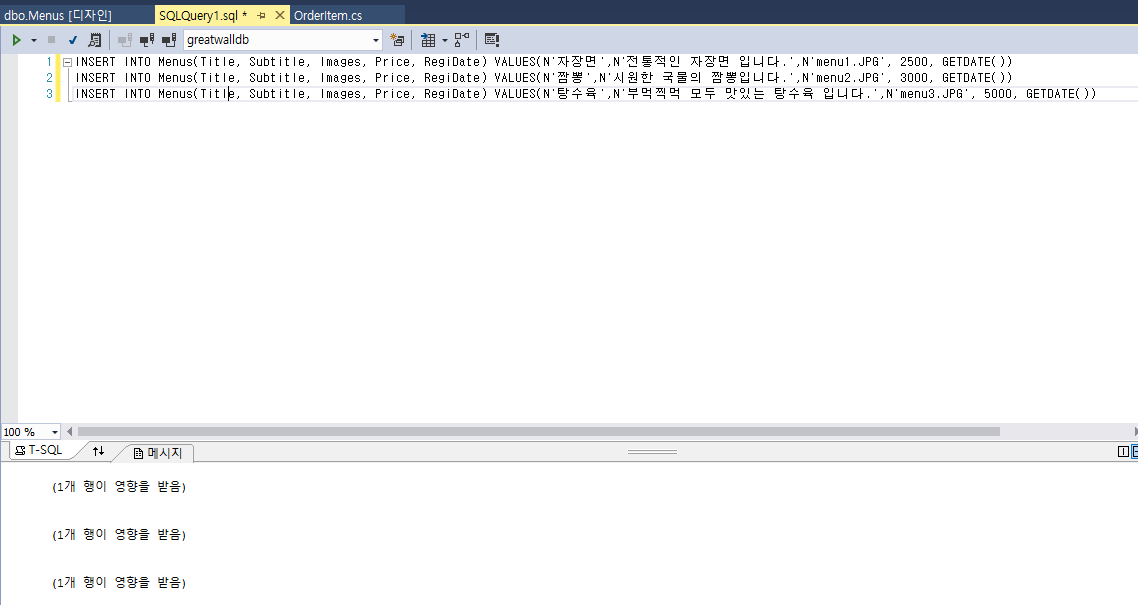 dbo.Menus [디자인] SQLQuery1.sql * OrderItem.cs
greatwalldb
1 INSERT INTO Menus(Title, Subtitle, Images, Price, RegiDate) VALUES(N'자장면',N'전통적인 자장면 입니다.',N'menu1.JPG', 2500, GETDATE())
2 INSERT INTO Menus(Title, Subtitle, Images, Price, RegiDate) VALUES(N'짬뽕',N'시원한 국물의 짬뽕입니다.',N'menu2.JPG', 3000, GETDATE())
3 INSERT INTO Menus(Title, Subtitle, Images, Price, RegiDate) VALUES(N'탕수육',N'부먹찍먹 모두 맛있는 탕수육 입니다.',N'menu3.JPG', 5000, GETDATE())
100 %
T-SQL 메시지
(1개 행이 영향을 받음)
(1개 행이 영향을 받음)
(1개 행이 영향을 받음)